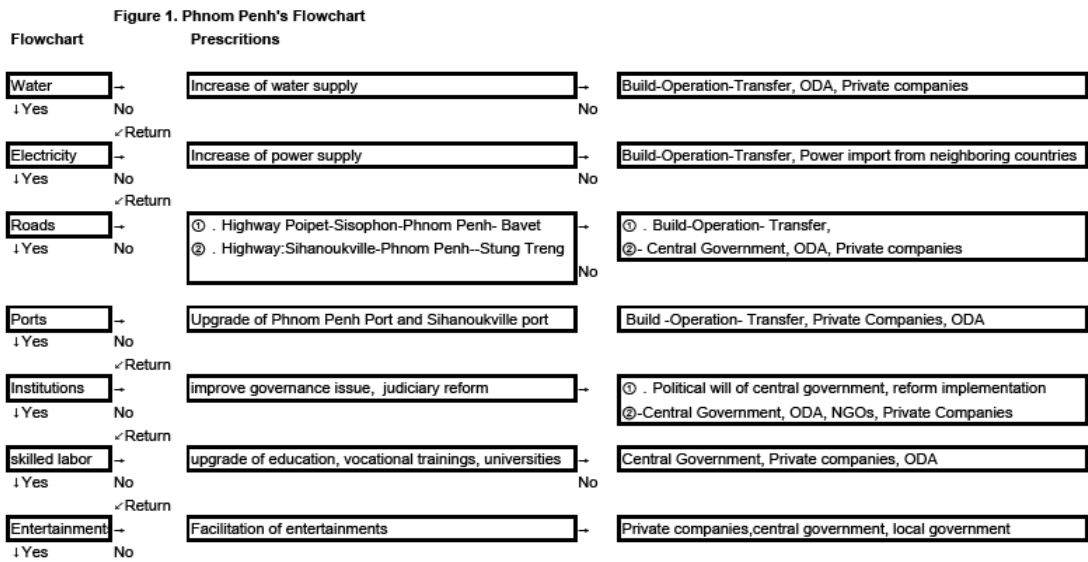 Figure 1. Phnom Penh's Flowchart
Flowchart Prescritions
Water → Increase of water supply → Build-Operation-Transfer, ODA, Private companies
↓Yes No No
↙Return
Electricity → Increase of power supply → Build-Operation-Transfer, Power import from neighboring countries
↓Yes No No
↙Return
Roads → ① . Highway Poipet-Sisophon-Phnom Penh- Bavet → ① . Build-Operation- Transfer,
↓Yes No ② . Highway:Sihanoukville-Phnom Penh--Stung Treng ②- Central Government, ODA, Private companies
No
Ports → Upgrade of Phnom Penh Port and Sihanoukville port Build -Operation- Transfer, Private Companies, ODA
↓Yes No
↙Return
Institutions → improve governance issue, judiciary reform → ① . Political will of central government, reform implementation
↓Yes No ②-Central Government, ODA, NGOs, Private Companies
↙Return
skilled labor → upgrade of education, vocational trainings, universities → Central Government, Private companies, ODA
↓Yes No No
↙Return
Entertainments → Facilitation of entertainments → Private companies,central government, local government
↓Yes No